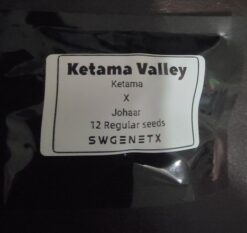 Ketama Valley
Ketama
X
Johaar
12 Regular seeds
SWGENETX